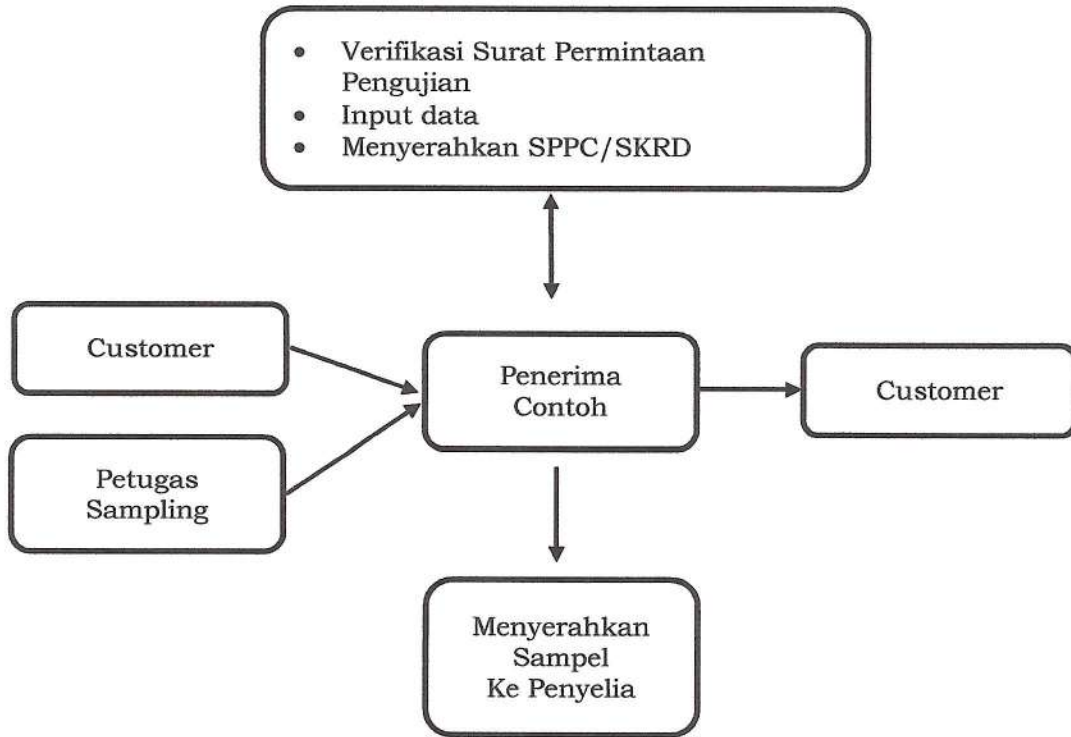 • Verifikasi Surat Permintaan
Pengujian
• Input data
• Menyerahkan SPPC/SKRD
Customer
Petugas
Sampling
Penerima
Contoh
Customer
Menyerahkan
Sampel
Ke Penyelia